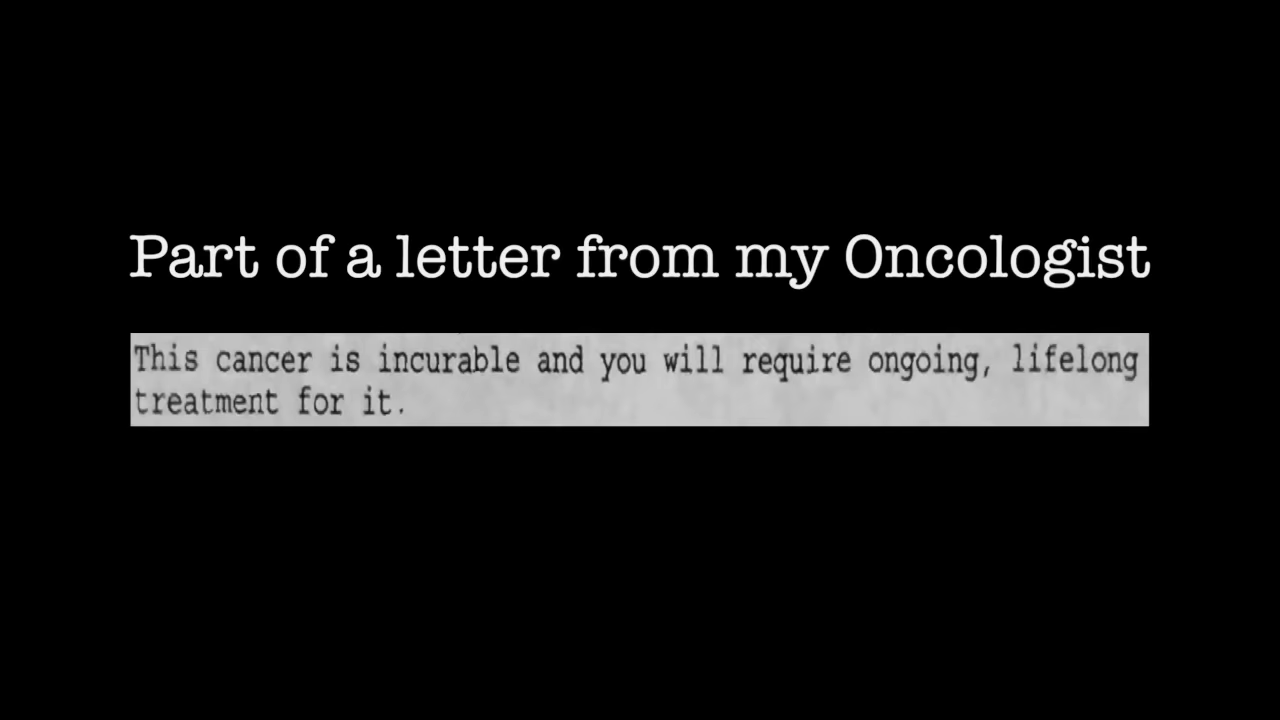 Part of a letter from my Oncologist
This cancer is incurable and you will require ongoing, lifelong
treatment for it.